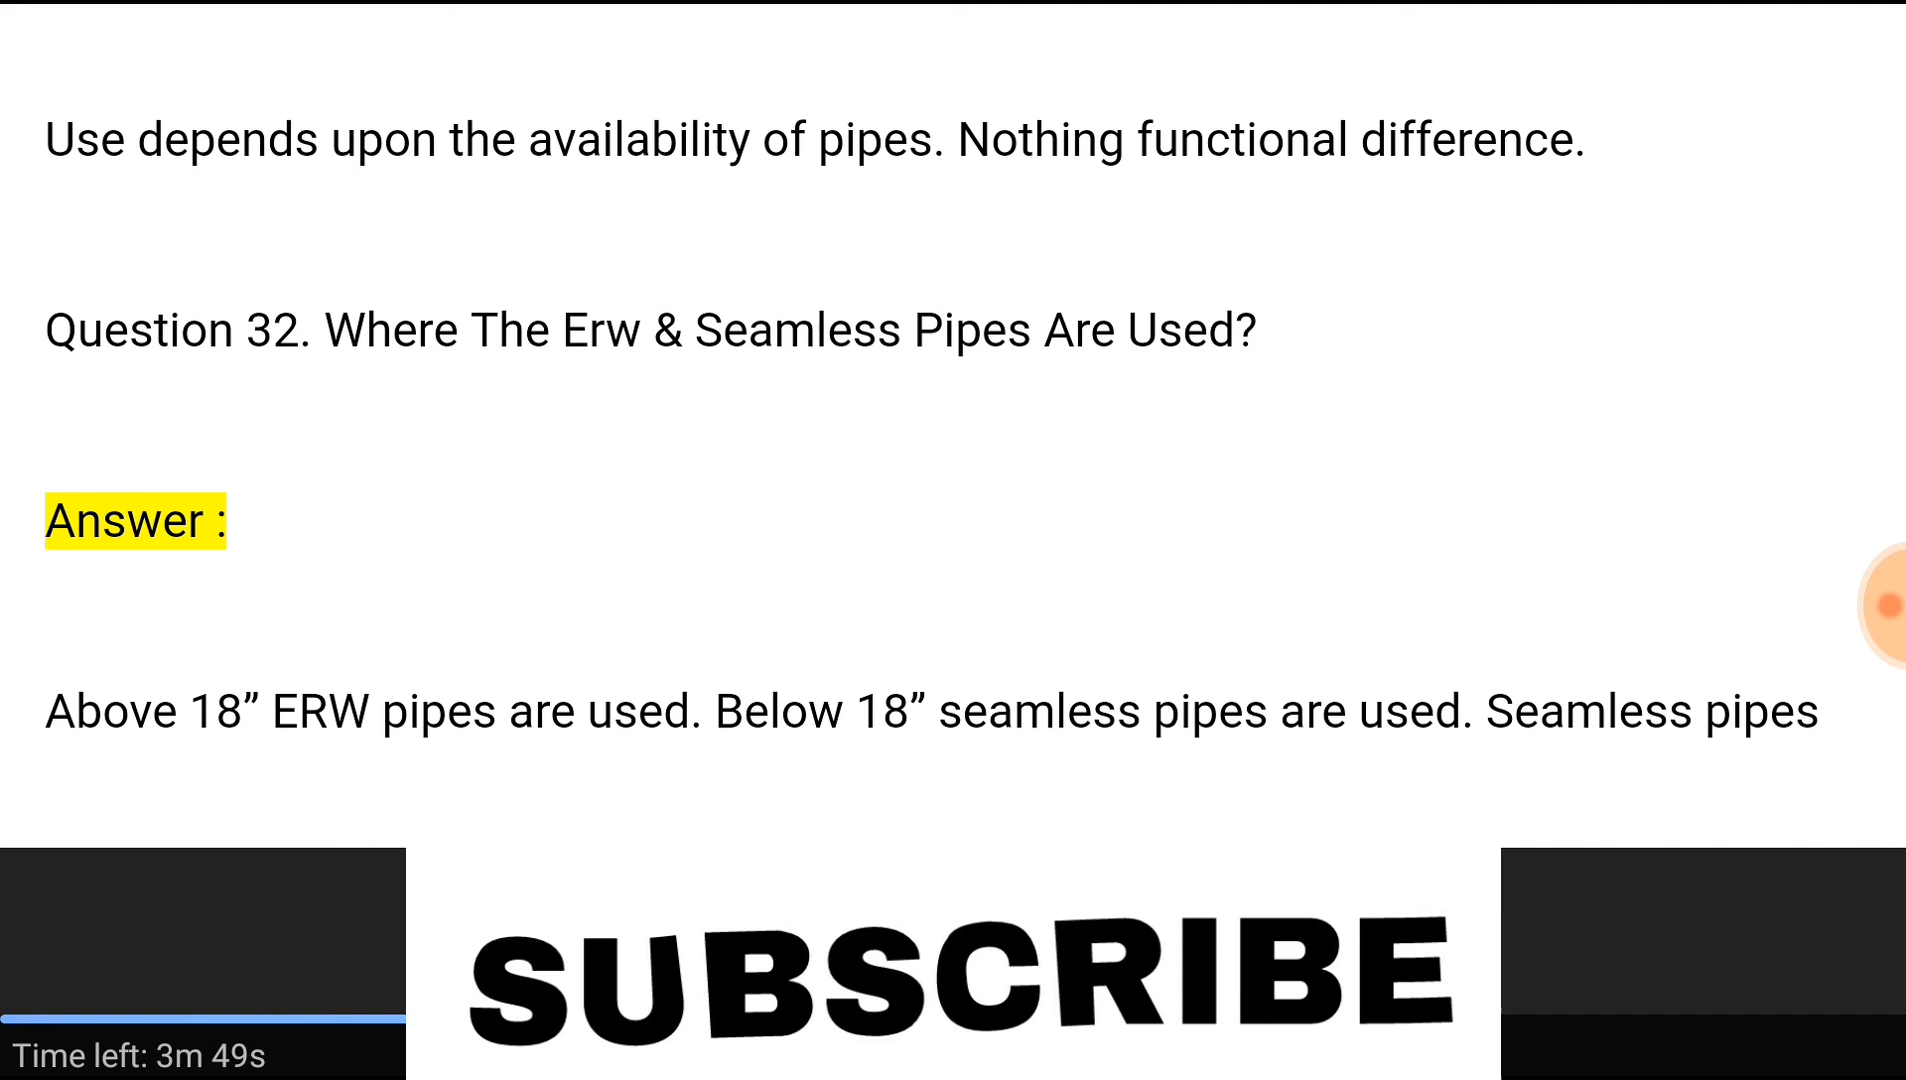 Use depends upon the availability of pipes. Nothing functional difference.
Question 32. Where The Erw & Seamless Pipes Are Used?
Answer :
Above 18” ERW pipes are used. Below 18” seamless pipes are used. Seamless pipes
SUBSCRIBE
Time left: 3m 49s